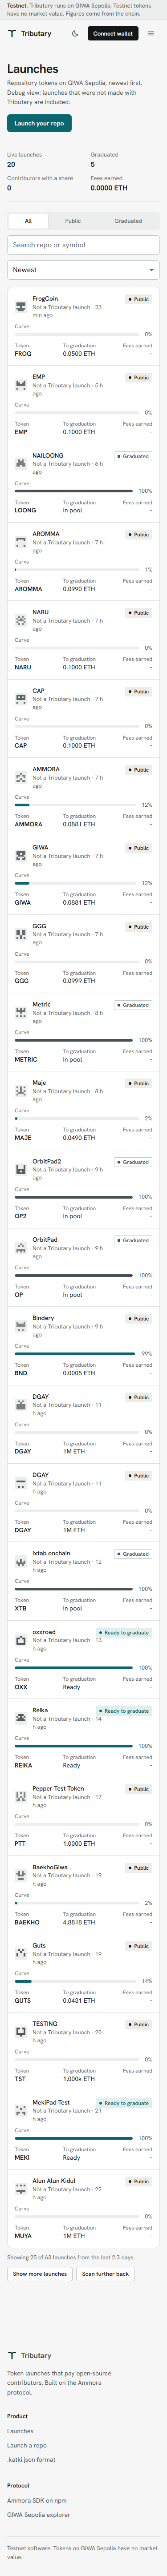 Testnet. Tributary runs on GIWA Sepolia. Testnet tokens
have no market value. Figures come from the chain.
Tributary
Connect wallet
Launches
Repository tokens on GIWA Sepolia, newest first.
Debug view: launches that were not made with
Tributary are included.
Launch your repo
Live launches
Graduated
20
5
Contributors with a share
Fees earned
0
0.0000 ETH
All
Public
Graduated
Search repo or symbol
Newest
FrogCoin
Public
Not a Tributary launch · 23
min ago
Curve
0%
Token
To graduation
Fees earned
FROG
0.0500 ETH
–
EMP
Public
Not a Tributary launch · 5 h
ago
Curve
0%
Token
To graduation
Fees earned
EMP
0.1000 ETH
–
NAILOONG
Graduated
Not a Tributary launch · 6 h
ago
Curve
100%
Token
To graduation
Fees earned
LOONG
In pool
–
AROMMA
Public
Not a Tributary launch · 7 h
ago
Curve
1%
Token
To graduation
Fees earned
AROMMA
0.0990 ETH
–
NARU
Public
Not a Tributary launch · 7 h
ago
Curve
0%
Token
To graduation
Fees earned
NARU
0.1000 ETH
–
CAP
Public
Not a Tributary launch · 7 h
ago
Curve
0%
Token
To graduation
Fees earned
CAP
0.1000 ETH
–
AMMORA
Public
Not a Tributary launch · 7 h
ago
Curve
12%
Token
To graduation
Fees earned
AMMORA
0.0881 ETH
–
GIWA
Public
Not a Tributary launch · 7 h
ago
Curve
12%
Token
To graduation
Fees earned
GIWA
0.0881 ETH
–
GGG
Public
Not a Tributary launch · 7 h
ago
Curve
0%
Token
To graduation
Fees earned
GGG
0.0999 ETH
–
Metric
Graduated
Not a Tributary launch · 8 h
ago
Curve
100%
Token
To graduation
Fees earned
METRIC
In pool
–
Maje
Public
Not a Tributary launch · 8 h
ago
Curve
2%
Token
To graduation
Fees earned
MAJE
0.0490 ETH
–
OrbitPad2
Graduated
Not a Tributary launch · 9 h
ago
Curve
100%
Token
To graduation
Fees earned
OP2
In pool
–
OrbitPad
Graduated
Not a Tributary launch · 9 h
ago
Curve
100%
Token
To graduation
Fees earned
OP
In pool
–
Bindery
Public
Not a Tributary launch · 9 h
ago
Curve
99%
Token
To graduation
Fees earned
BND
0.0005 ETH
–
DGAY
Public
Not a Tributary launch · 11
h ago
Curve
0%
Token
To graduation
Fees earned
DGAY
1M ETH
–
DGAY
Public
Not a Tributary launch · 11
h ago
Curve
0%
Token
To graduation
Fees earned
DGAY
1M ETH
–
ixtab onchain
Graduated
Not a Tributary launch · 12
h ago
Curve
100%
Token
To graduation
Fees earned
XTB
In pool
–
oxxroad
Ready to graduate
Not a Tributary launch · 13
h ago
Curve
100%
Token
To graduation
Fees earned
OXX
Ready
–
Reika
Ready to graduate
Not a Tributary launch · 14
h ago
Curve
100%
Token
To graduation
Fees earned
REIKA
Ready
–
Pepper Test Token
Public
Not a Tributary launch · 17
h ago
Curve
0%
Token
To graduation
Fees earned
PTT
1.0000 ETH
–
BaekhoGiwa
Public
Not a Tributary launch · 19
h ago
Curve
2%
Token
To graduation
Fees earned
BAEKHO
4.8818 ETH
–
Guts
Public
Not a Tributary launch · 19
h ago
Curve
14%
Token
To graduation
Fees earned
GUTS
0.0431 ETH
–
TESTING
Public
Not a Tributary launch · 20
h ago
Curve
0%
Token
To graduation
Fees earned
TST
1,000k ETH
–
MekiPad Test
Ready to graduate
Not a Tributary launch · 21
h ago
Curve
100%
Token
To graduation
Fees earned
MEKI
Ready
–
Alun Alun Kidul
Public
Not a Tributary launch · 22
h ago
Curve
0%
Token
To graduation
Fees earned
MUYA
1M ETH
–
Showing 25 of 63 launches from the last 2.3 days.
Show more launches
Scan further back
Tributary
Token launches that pay open-source
contributors. Built on the Ammora
protocol.
Product
Launches
Launch a repo
.katkl.json format
Protocol
Ammora SDK on npm
GIWA Sepolia explorer
Testnet software. Tokens on GIWA Sepolia have no market
value.